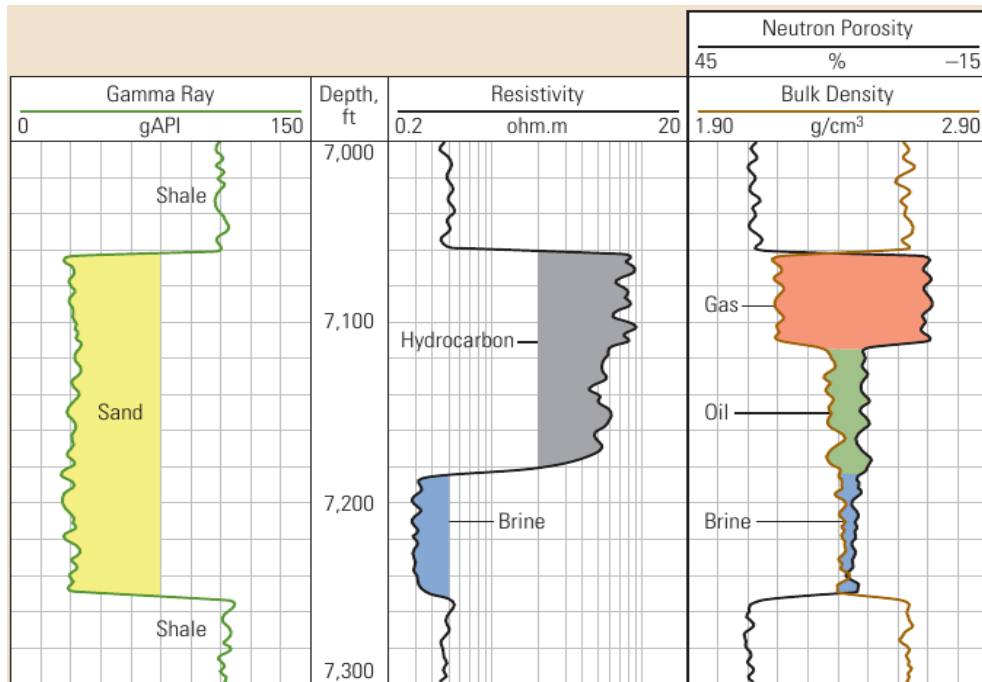 Neutron Porosity
45 % –15
Gamma Ray
0 gAPI 150
Depth,
ft
Resistivity
0.2 ohm.m 20
Bulk Density
1.90 g/cm³ 2.90
7,000
Shale
Gas
7,100
Hydrocarbon
Sand
Oil
7,200
Brine
Brine
Shale
7,300